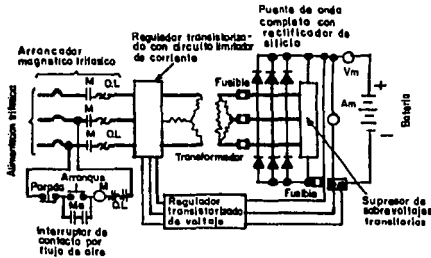 Puente de onda
completa con
rectificador de
silicio
Regulador transistoriza-
do con circuito limitador
de corriente
Arrancador
magnético trifásico
M
O.L
Fusible
Vm
+
M
O.L
Am
Alimentación trifásica
Batería
M
O.L
Transformador
−
Arranque
Parada
M
Ma
O.L
Fusible
Regulador
transistorizado
de voltaje
Supresor de
sobrevoltajes
transitorios
Interruptor de
contacto por
flujo de aire